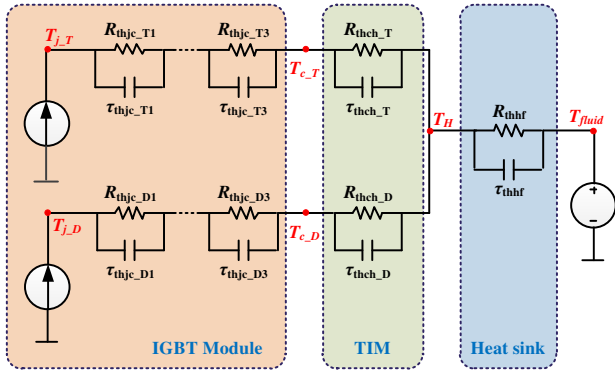 T_j_T
R_thjc_T1
R_thjc_T3
T_c_T
R_thch_T
τ_thjc_T1
τ_thjc_T3
τ_thch_T
T_H
R_thhf
T_fluid
τ_thhf
+
-
T_j_D
R_thjc_D1
R_thjc_D3
T_c_D
R_thch_D
τ_thjc_D1
τ_thjc_D3
τ_thch_D
IGBT Module
TIM
Heat sink